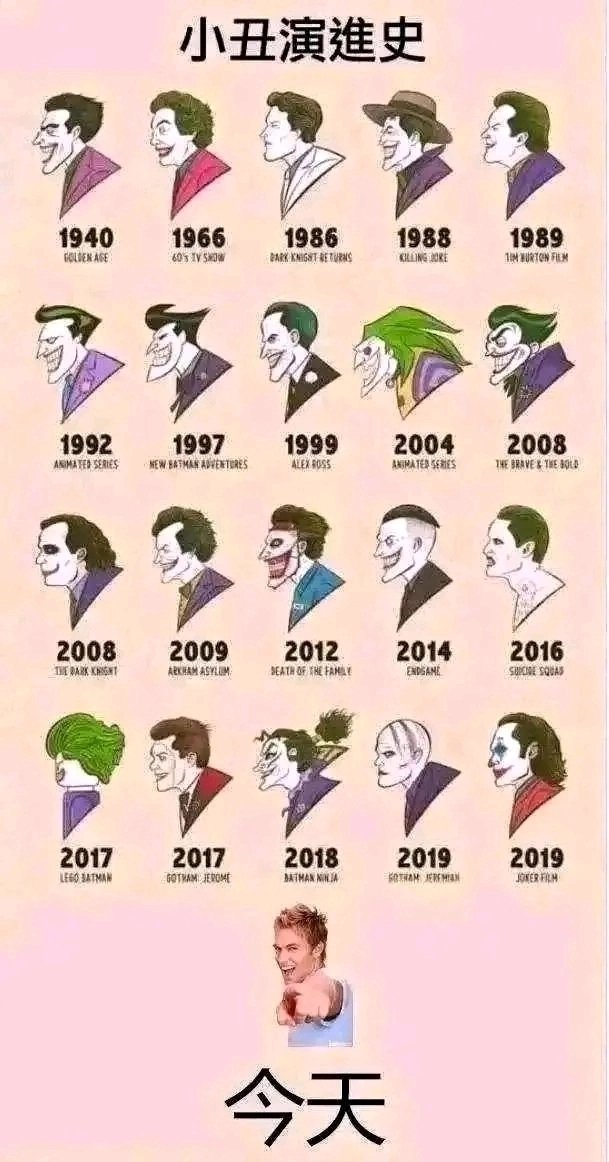 小丑演進史
1940 1966 1986 1988 1989
GOLDEN AGE 60's TV SHOW DARK KNIGHT RETURNS KILLING JOKE TIM BURTON FILM
1992 1997 1999 2004 2008
ANIMATED SERIES NEW BATMAN ADVENTURES ALEX ROSS ANIMATED SERIES THE BRAVE & THE BOLD
2008 2009 2012 2014 2016
THE DARK KNIGHT ARKHAM ASYLUM DEATH OF THE FAMILY ENDGAME SUICIDE SQUAD
2017 2017 2018 2019 2019
LEGO BATMAN GOTHAM: JEROME BATMAN NINJA GOTHAM: JEREMIAH JOKER FILM
今天